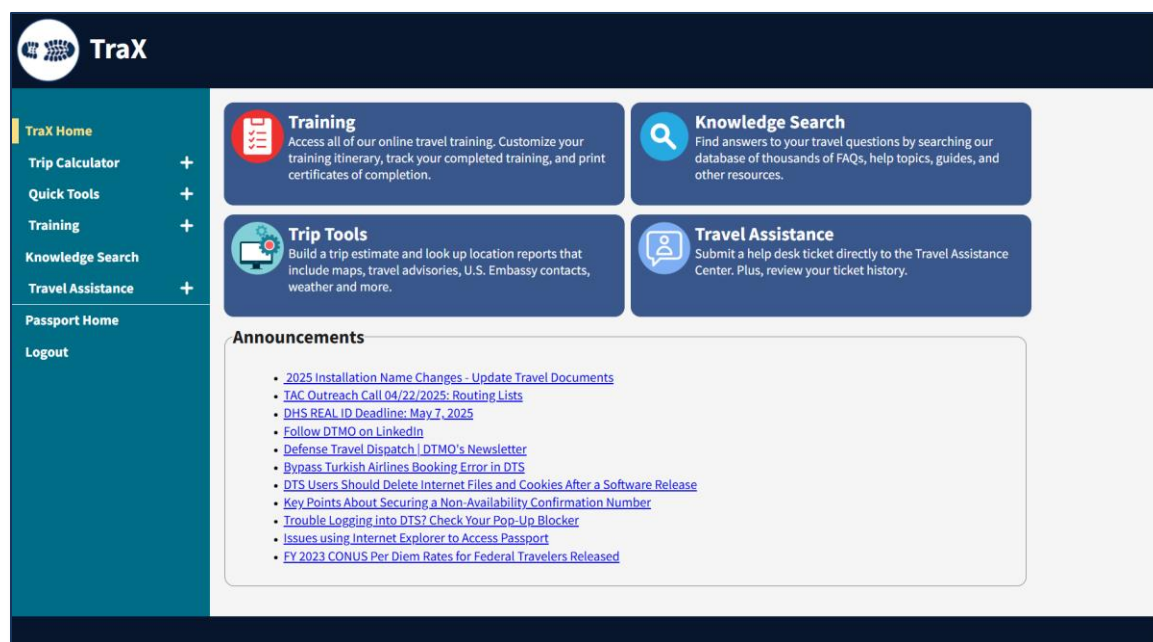 TraX
TraX Home
Trip Calculator +
Quick Tools +
Training +
Knowledge Search
Travel Assistance +
Passport Home
Logout
Training
Access all of our online travel training. Customize your
training itinerary, track your completed training, and print
certificates of completion.
Knowledge Search
Find answers to your travel questions by searching our
database of thousands of FAQs, help topics, guides, and
other resources.
Trip Tools
Build a trip estimate and look up location reports that
include maps, travel advisories, U.S. Embassy contacts,
weather and more.
Travel Assistance
Submit a help desk ticket directly to the Travel Assistance
Center. Plus, review your ticket history.
Announcements
• 2025 Installation Name Changes - Update Travel Documents
• TAC Outreach Call 04/22/2025: Routing Lists
• DHS REAL ID Deadline: May 7, 2025
• Follow DTMO on LinkedIn
• Defense Travel Dispatch | DTMO's Newsletter
• Bypass Turkish Airlines Booking Error in DTS
• DTS Users Should Delete Internet Files and Cookies After a Software Release
• Key Points About Securing a Non-Availability Confirmation Number
• Trouble Logging into DTS? Check Your Pop-Up Blocker
• Issues using Internet Explorer to Access Passport
• FY 2023 CONUS Per Diem Rates for Federal Travelers Released